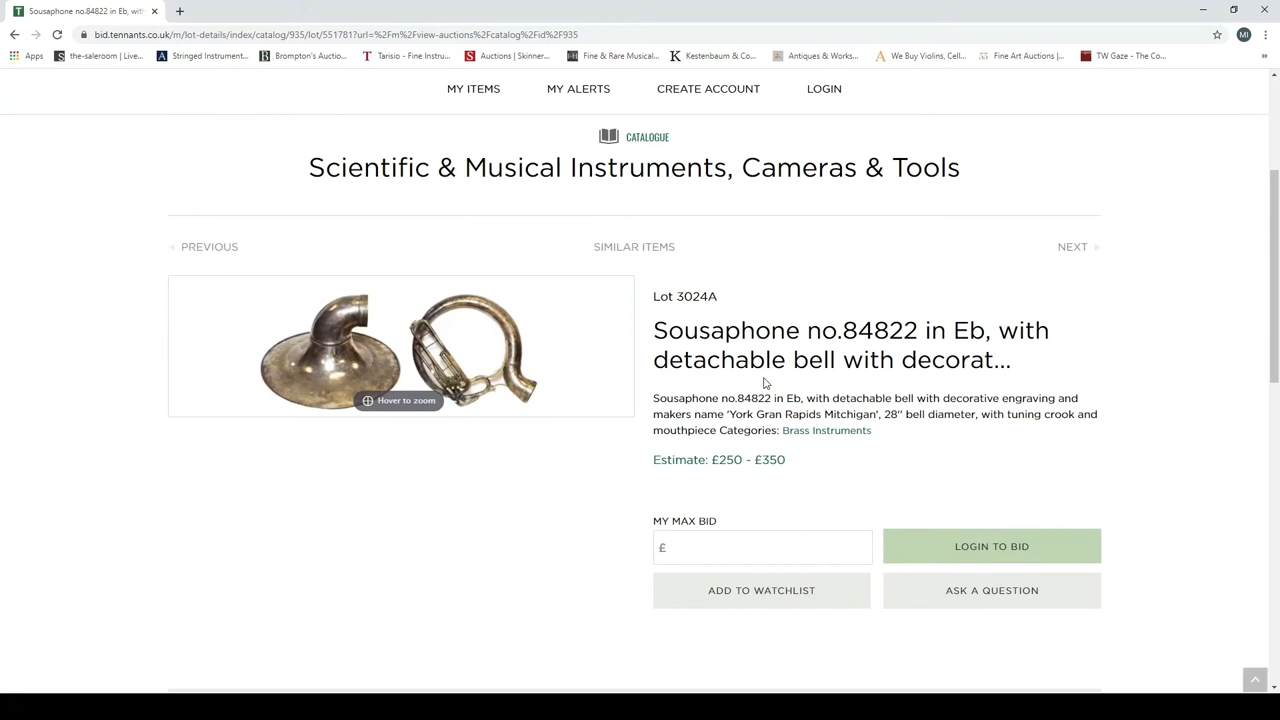 Sousaphone no.84822 in Eb, with
bid.tennants.co.uk/m/lot-details/index/catalog/935/lot/551781?url=%2Fm%2Fview-auctions%2Fcatalog%2Fid%2F935
MI
Apps
the-saleroom | Live...
Stringed Instrument...
Brompton's Auctio...
Tarisio - Fine Instru...
Auctions | Skinner...
Fine & Rare Musical...
Kestenbaum & Co...
Antiques & Works...
We Buy Violins, Cell...
Fine Art Auctions |...
TW Gaze - The Co...
MY ITEMS
MY ALERTS
CREATE ACCOUNT
LOGIN
CATALOGUE
Scientific & Musical Instruments, Cameras & Tools
PREVIOUS
SIMILAR ITEMS
NEXT
Hover to zoom
Lot 3024A
Sousaphone no.84822 in Eb, with
detachable bell with decorat...
Sousaphone no.84822 in Eb, with detachable bell with decorative engraving and
makers name 'York Gran Rapids Mitchigan', 28" bell diameter, with tuning crook and
mouthpiece Categories: Brass Instruments
Estimate: £250 - £350
MY MAX BID
£
LOGIN TO BID
ADD TO WATCHLIST
ASK A QUESTION